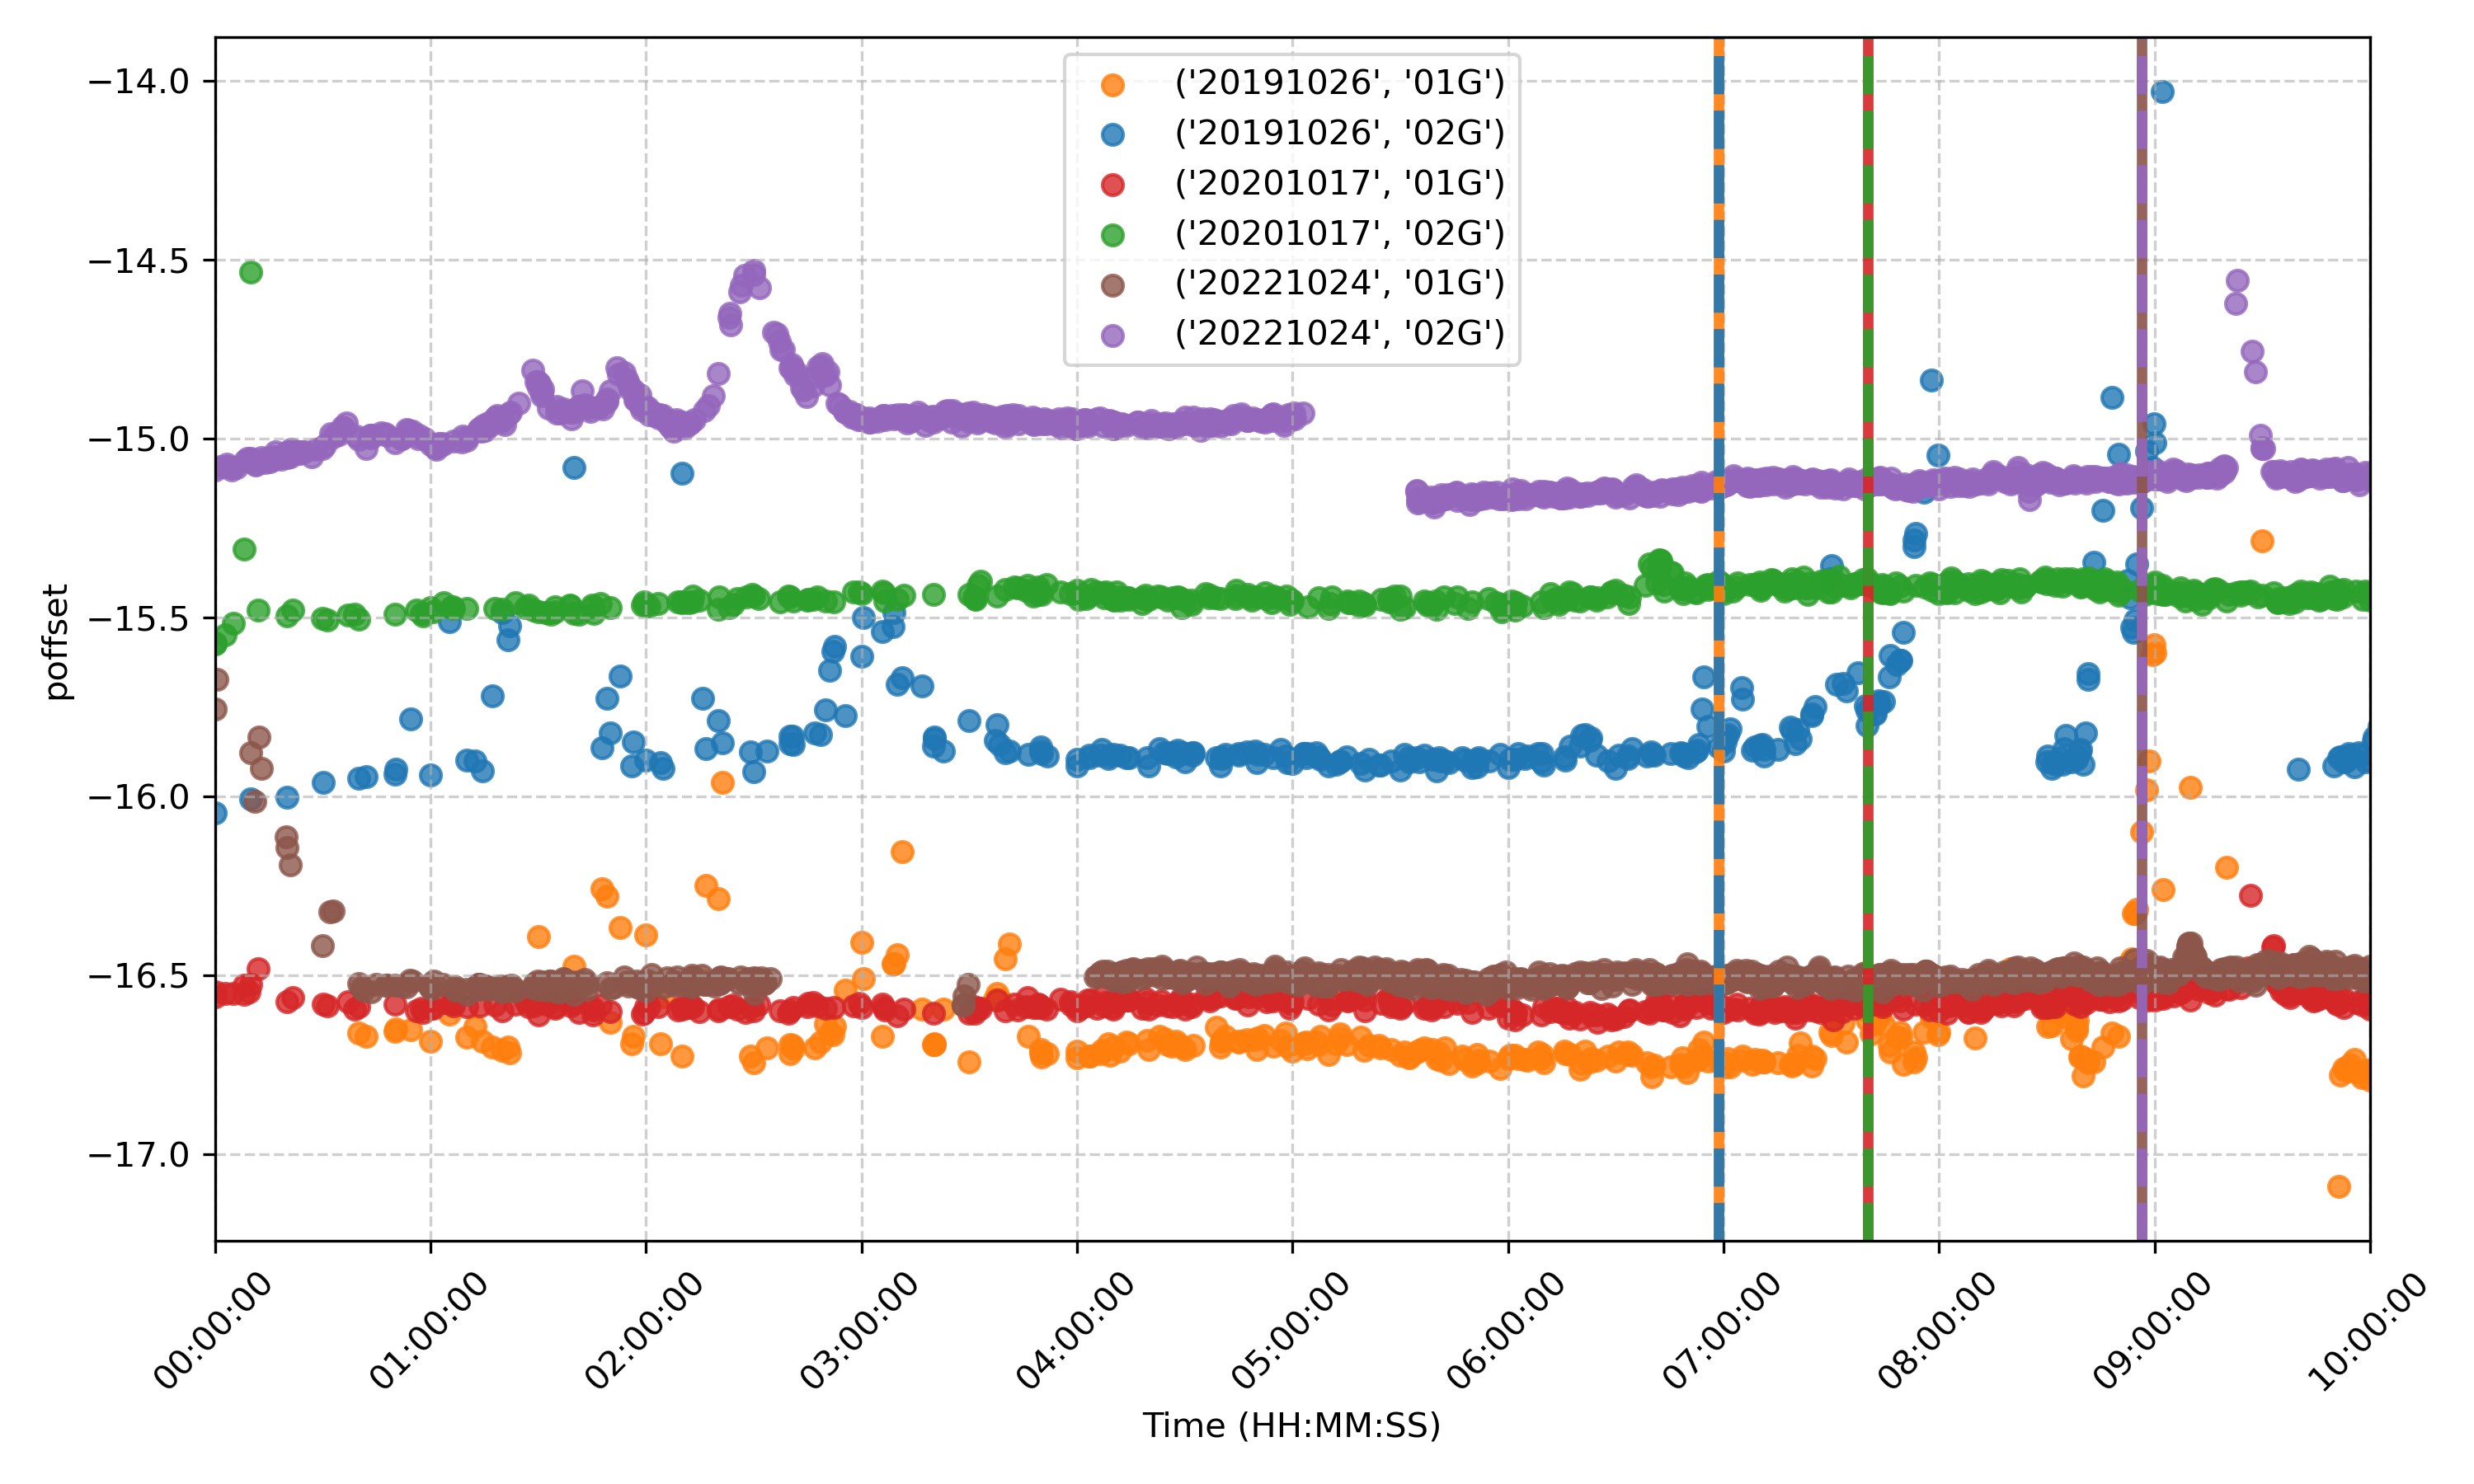 ('20191026', '01G')
('20191026', '02G')
('20201017', '01G')
('20201017', '02G')
('20221024', '01G')
('20221024', '02G')
−14.0
−14.5
−15.0
−15.5
−16.0
−16.5
−17.0
poffset
00:00:00
01:00:00
02:00:00
03:00:00
04:00:00
05:00:00
06:00:00
07:00:00
08:00:00
09:00:00
10:00:00
Time (HH:MM:SS)